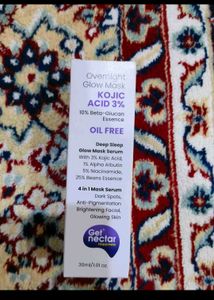 Overnight
Glow Mask
KOJIC
ACID 3%
10% Beta-Glucan
Essence
OIL FREE
Deep Sleep
Glow Mask Serum
With 3% Kojic Acid,
1% Alpha Arbutin
5% Niacinamide,
25% Beams Essence
4 in 1 Mask Serum
Dark Spots,
Anti-Pigmentation
Brightening Facial,
Glowing Skin
Get
nectar
30ml/1.01fl oz